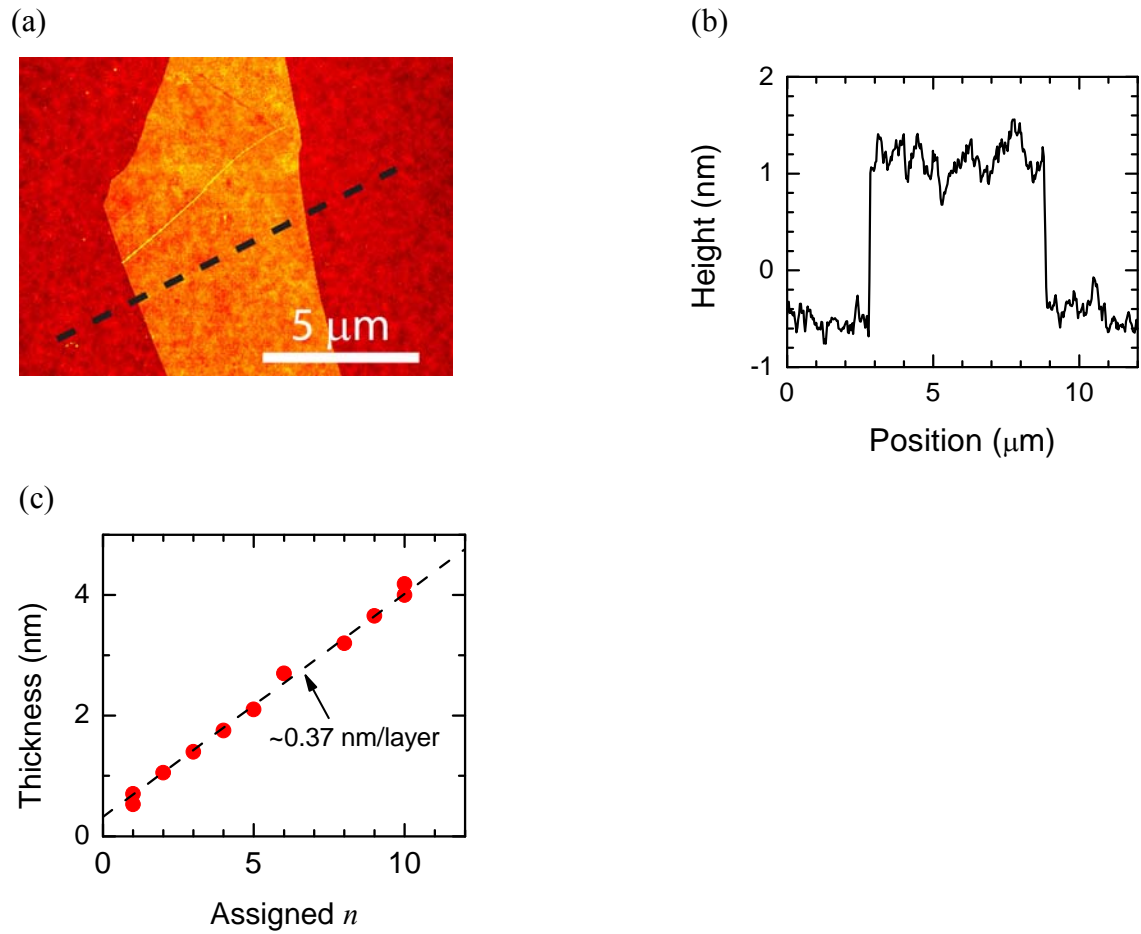 (a)
(b)
5 μm
2
1
0
-1
Height (nm)
0
5
10
Position (μm)
(c)
4
2
0
Thickness (nm)
~0.37 nm/layer
0
5
10
Assigned n